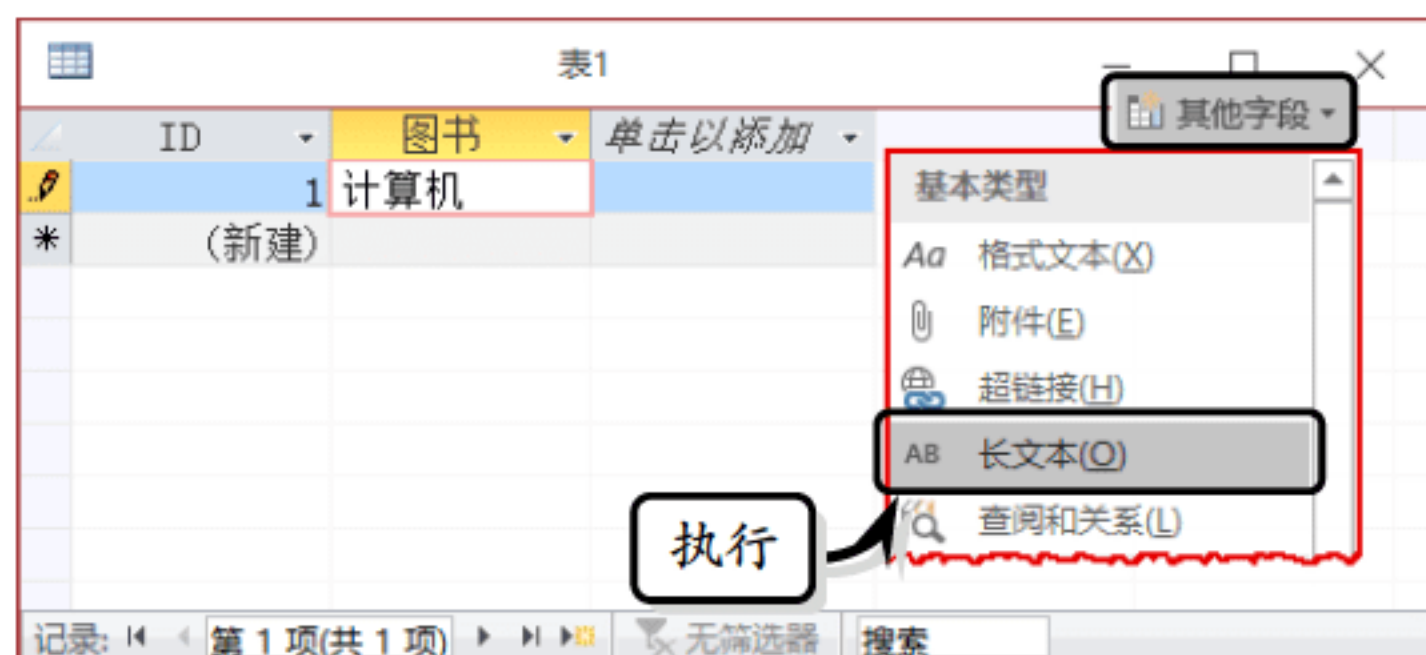 表1
其他字段
ID 图书 单击以添加
1 计算机
(新建)
基本类型
Aa 格式文本(X)
附件(E)
超链接(H)
AB 长文本(O)
查阅和关系(L)
执行
记录: 第 1 项(共 1 项) 无筛选器 搜索